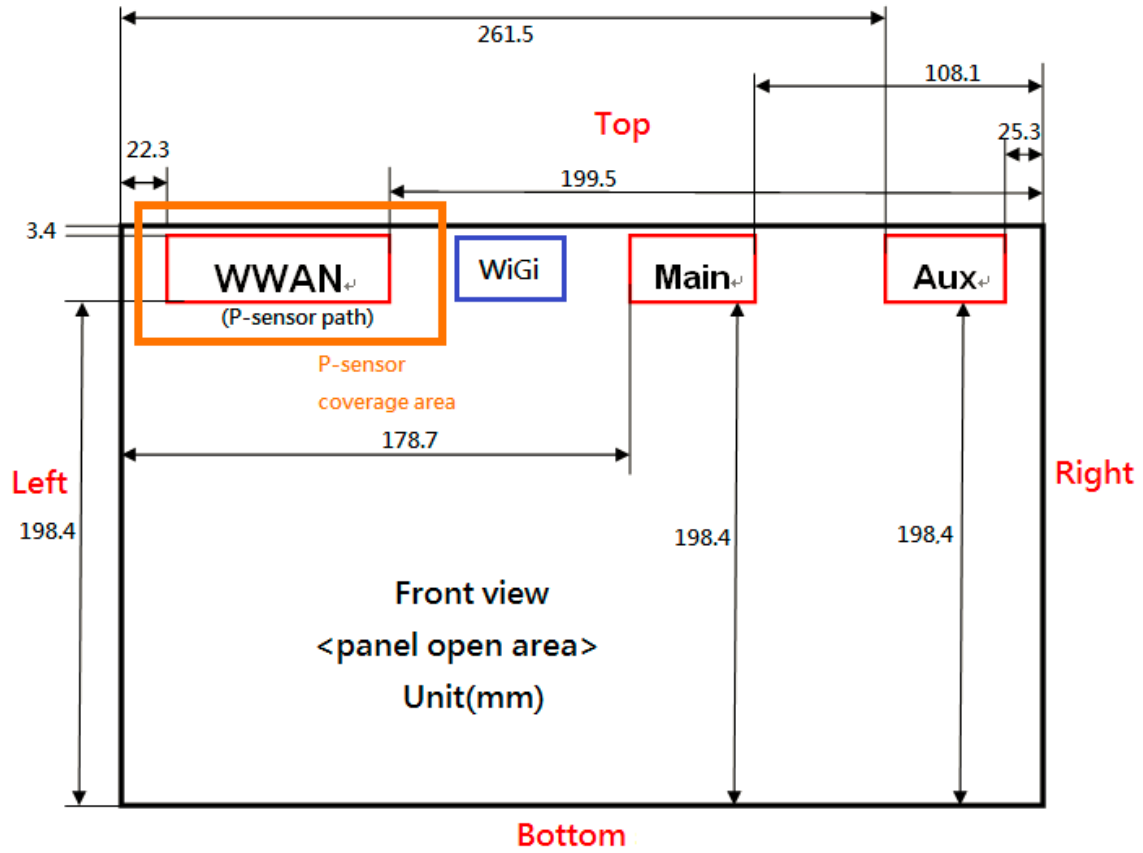 261.5
108.1
Top
25.3
22.3
199.5
3.4
WWAN↵
WiGi
Main↵
Aux↵
(P-sensor path)
P-sensor
coverage area
178.7
Left
Right
198.4
198.4
198,4
Front view
<panel open area>
Unit(mm)
Bottom